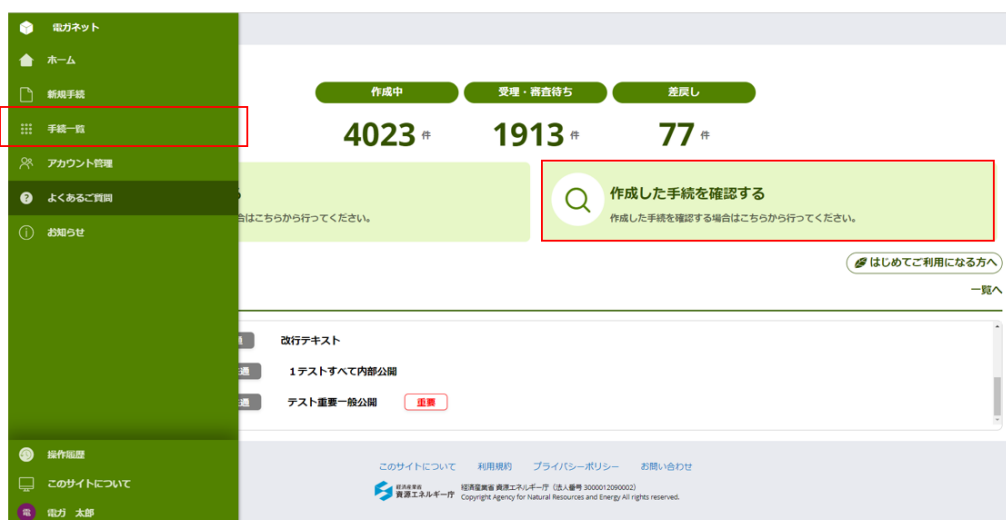 電ガネット
ホーム
新規手続
手続一覧
アカウント管理
よくあるご質問
お知らせ
操作履歴
このサイトについて
電 電ガ 太郎
作成中 受理・審査待ち 差戻し
4023 件 1913 件 77 件
合はこちらから行ってください。
作成した手続を確認する
作成した手続を確認する場合はこちらから行ってください。
はじめてご利用になる方へ
一覧へ
改行テキスト
通 1テストすべて内部公開
通 テスト重要一般公開 重要
このサイトについて 利用規約 プライバシーポリシー お問い合わせ
経済産業省
資源エネルギー庁
経済産業省 資源エネルギー庁（法人番号 3000012090002）
Copyright Agency for Natural Resources and Energy All rights reserved.